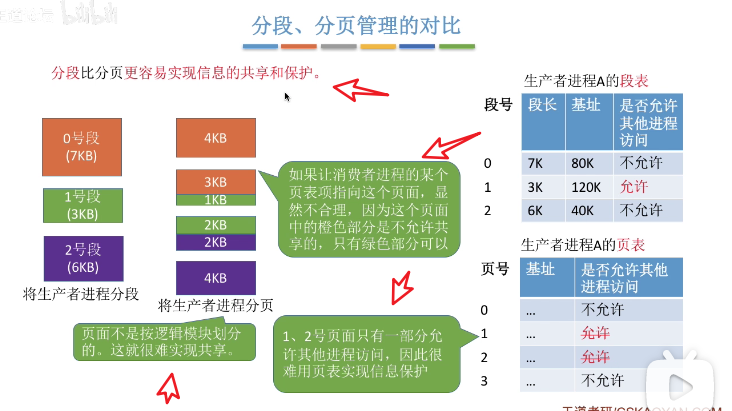 分段、分页管理的对比
分段比分页更容易实现信息的共享和保护。
0号段
(7KB)
1号段
(3KB)
2号段
(6KB)
将生产者进程分段
4KB
3KB
1KB
2KB
2KB
4KB
将生产者进程分页
如果让消费者进程的某个
页表项指向这个页面，显
然不合理，因为这个页面
中的橙色部分是不允许共
享的，只有绿色部分可以
页面不是按逻辑模块划分
的。这就很难实现共享。
1、2号页面只有一部分允
许其他进程访问，因此很
难用页表实现信息保护
生产者进程A的段表
段号 段长 基址 是否允许
其他进程
访问
0 7K 80K 不允许
1 3K 120K 允许
2 6K 40K 不允许
生产者进程A的页表
页号 基址 是否允许其他
进程访问
0 ... 不允许
1 ... 允许
2 ... 允许
3 ... 不允许